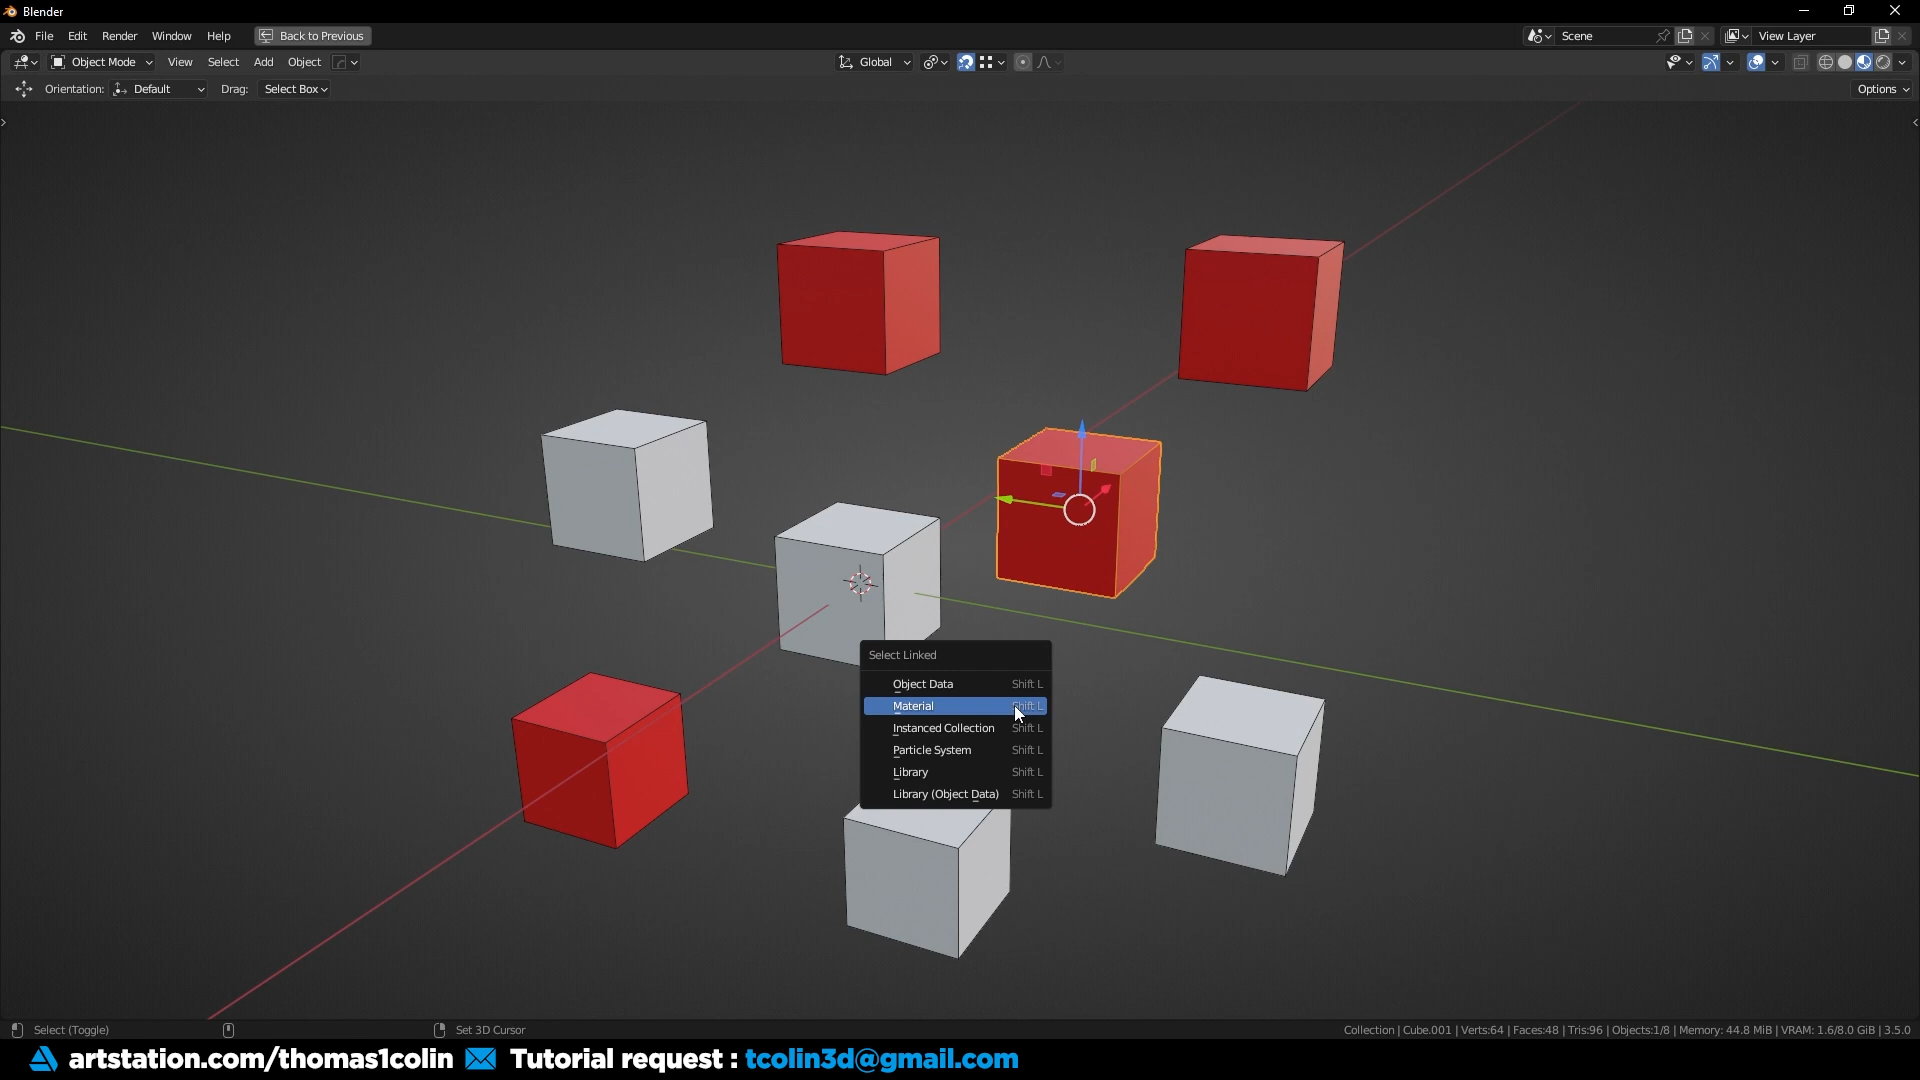 Blender
File Edit Render Window Help Back to Previous Scene View Layer
Object Mode View Select Add Object Global
Orientation: Default Drag: Select Box Options
Select Linked
Object Data Shift L
Material Shift L
Instanced Collection Shift L
Particle System Shift L
Library Shift L
Library (Object Data) Shift L
Select (Toggle) Set 3D Cursor Collection | Cube.001 | Verts:64 | Faces:48 | Tris:96 | Objects:1/8 | Memory: 44.8 MiB | VRAM: 1.6/8.0 GiB | 3.5.0
artstation.com/thomas1colin Tutorial request : tcolin3d@gmail.com